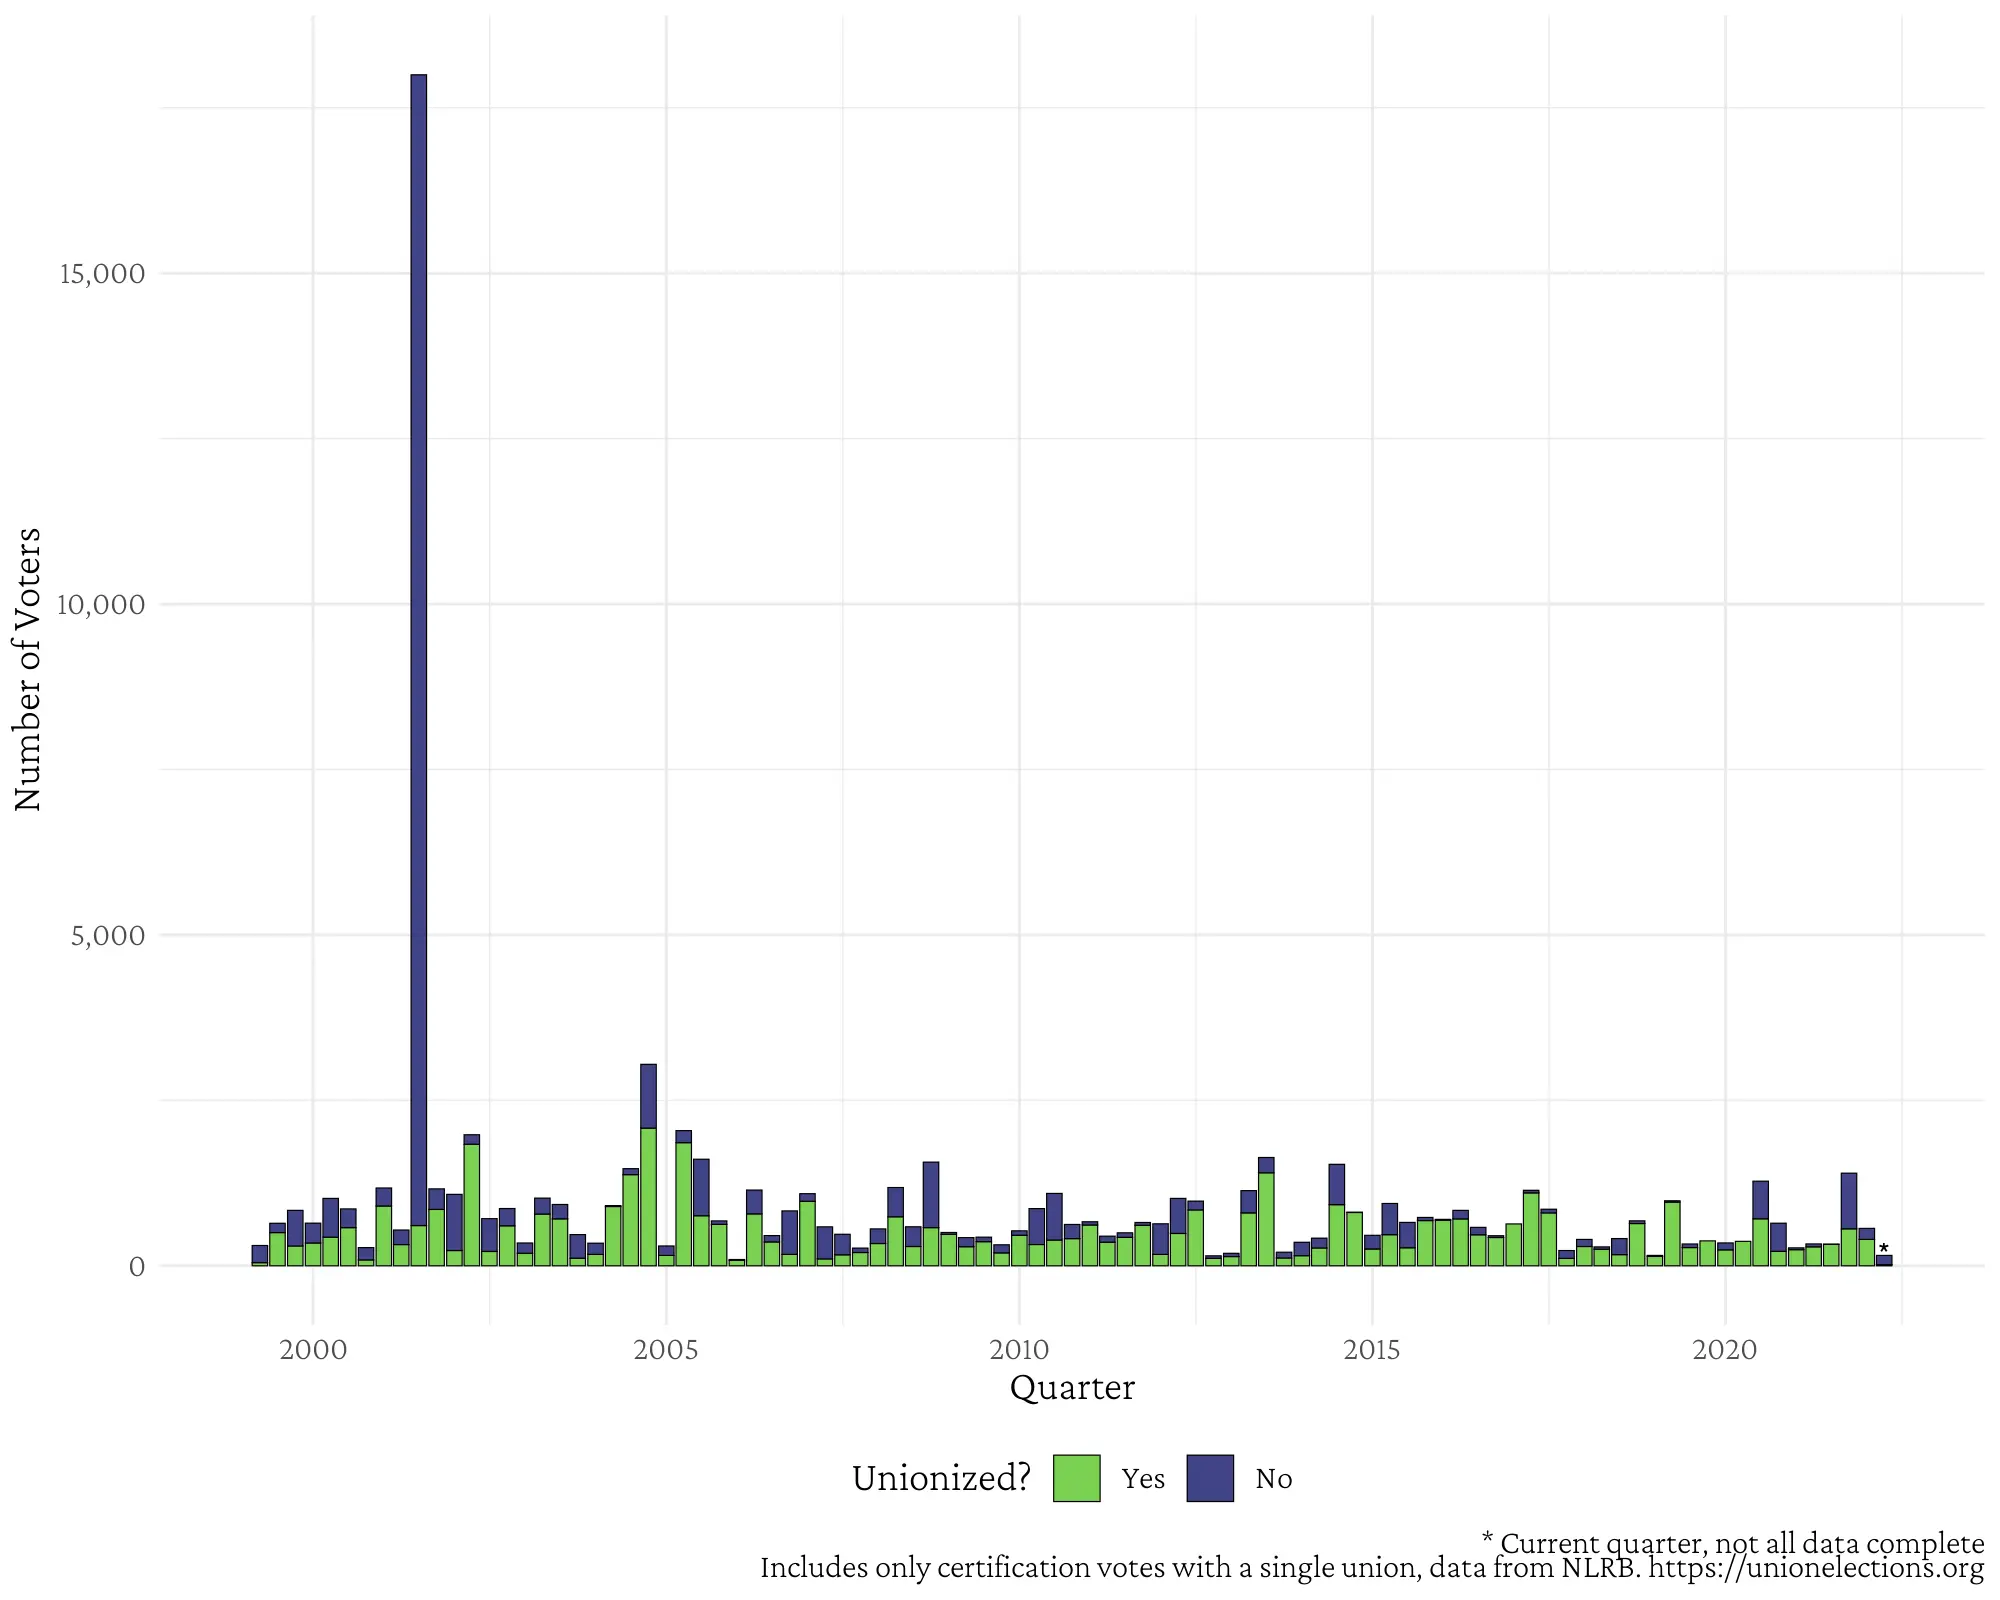 Number of Voters
15,000
10,000
5,000
0
*
2000 2005 2010 2015 2020
Quarter
Unionized? Yes No
* Current quarter, not all data complete
Includes only certification votes with a single union, data from NLRB. https://unionelections.org